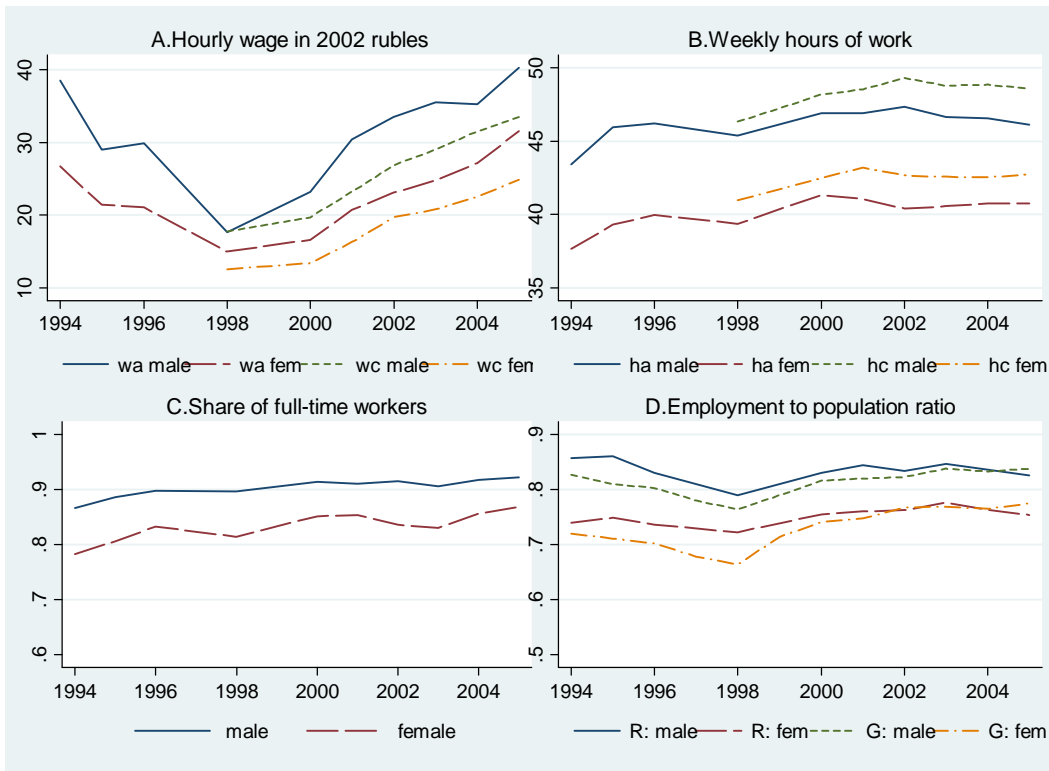 A.Hourly wage in 2002 rubles
40
30
20
10
1994 1996 1998 2000 2002 2004
wa male wa fem wc male wc fem
B.Weekly hours of work
50
45
40
35
1994 1996 1998 2000 2002 2004
ha male ha fem hc male hc fem
C.Share of full-time workers
1
.9
.8
.7
.6
1994 1996 1998 2000 2002 2004
male female
D.Employment to population ratio
.9
.8
.7
.6
.5
1994 1996 1998 2000 2002 2004
R: male R: fem G: male G: fem